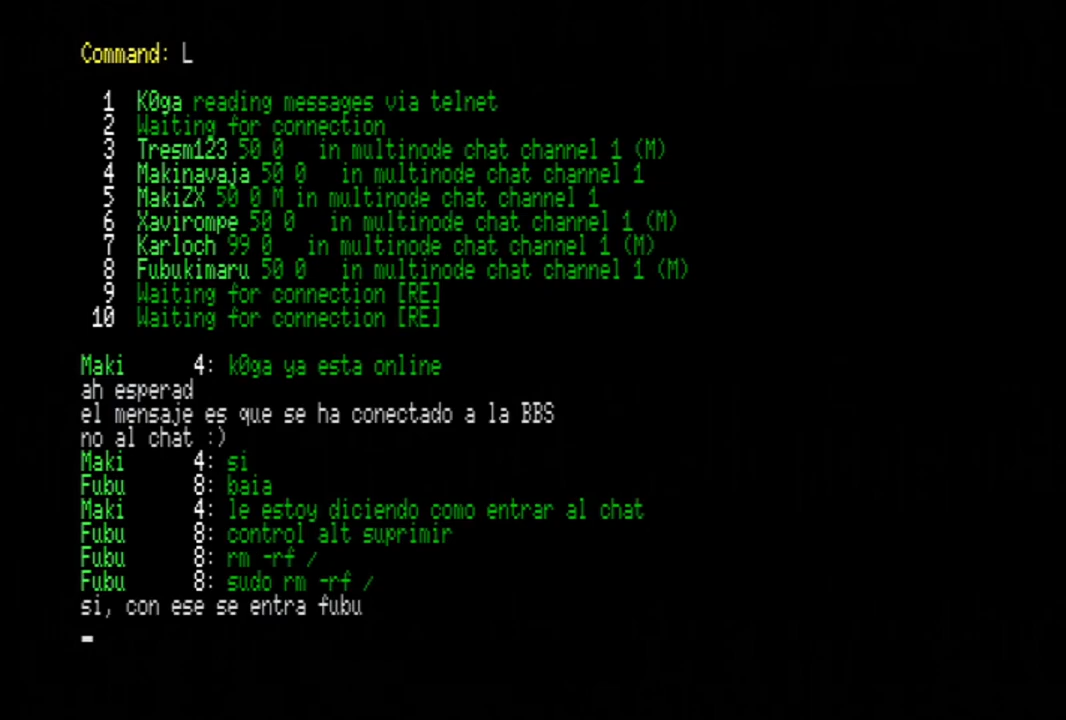 Command: L
1 K0ga reading messages via telnet
2 Waiting for connection
3 Tresm123 50 0 in multinode chat channel 1 (M)
4 Makinavaja 50 0 in multinode chat channel 1
5 MakiZX 50 0 M in multinode chat channel 1
6 Xavirompe 50 0 in multinode chat channel 1 (M)
7 Karloch 99 0 in multinode chat channel 1 (M)
8 Fubukimaru 50 0 in multinode chat channel 1 (M)
9 Waiting for connection [RE]
10 Waiting for connection [RE]
Maki 4: k0ga ya esta online
ah esperad
el mensaje es que se ha conectado a la BBS
no al chat :)
Maki 4: si
Fubu 8: baia
Maki 4: le estoy diciendo como entrar al chat
Fubu 8: control alt suprimir
Fubu 8: rm -rf /
Fubu 8: sudo rm -rf /
si, con ese se entra fubu